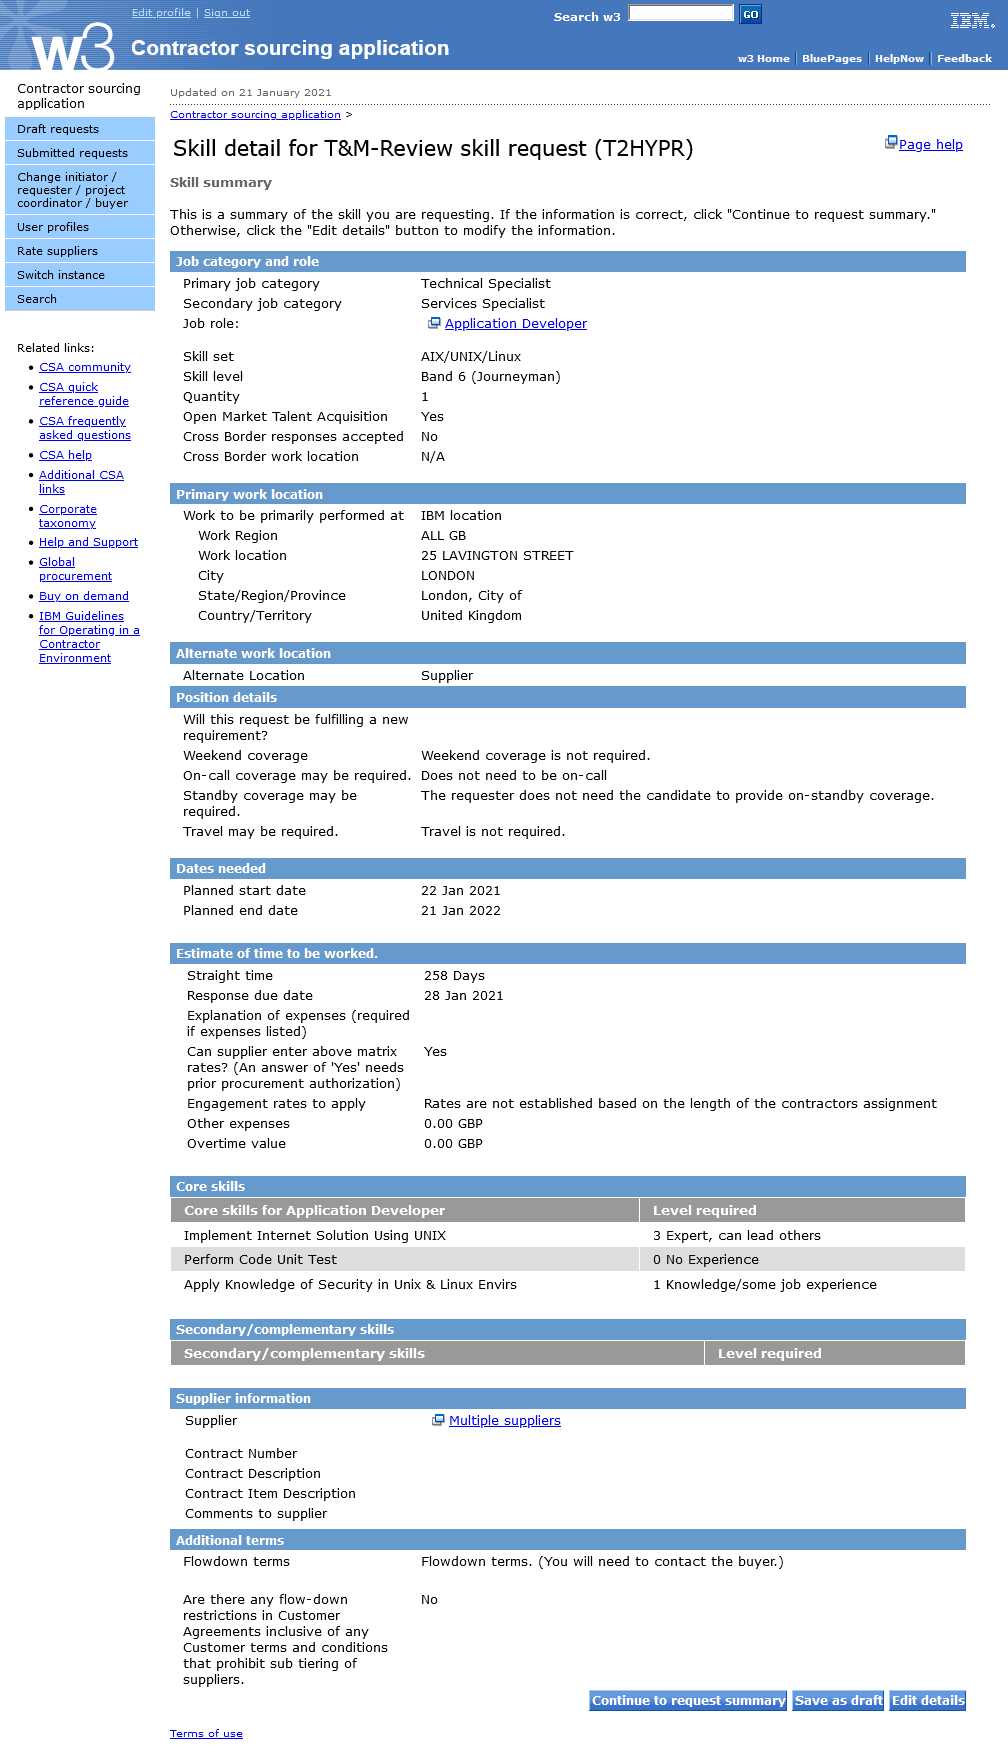 Edit profile | Sign out
Search w3
GO
IBM.
w3
Contractor sourcing application
w3 Home | BluePages | HelpNow | Feedback
Contractor sourcing
application
Draft requests
Submitted requests
Change initiator /
requester / project
coordinator / buyer
User profiles
Rate suppliers
Switch instance
Search
Related links:
• CSA community
• CSA quick
reference guide
• CSA frequently
asked questions
• CSA help
• Additional CSA
links
• Corporate
taxonomy
• Help and Support
• Global
procurement
• Buy on demand
• IBM Guidelines
for Operating in a
Contractor
Environment
Updated on 21 January 2021
Contractor sourcing application >
Skill detail for T&M-Review skill request (T2HYPR)
Page help
Skill summary
This is a summary of the skill you are requesting. If the information is correct, click "Continue to request summary."
Otherwise, click the "Edit details" button to modify the information.
Job category and role
Primary job category Technical Specialist
Secondary job category Services Specialist
Job role: Application Developer
Skill set AIX/UNIX/Linux
Skill level Band 6 (Journeyman)
Quantity 1
Open Market Talent Acquisition Yes
Cross Border responses accepted No
Cross Border work location N/A
Primary work location
Work to be primarily performed at IBM location
Work Region ALL GB
Work location 25 LAVINGTON STREET
City LONDON
State/Region/Province London, City of
Country/Territory United Kingdom
Alternate work location
Alternate Location Supplier
Position details
Will this request be fulfilling a new
requirement?
Weekend coverage Weekend coverage is not required.
On-call coverage may be required. Does not need to be on-call
Standby coverage may be The requester does not need the candidate to provide on-standby coverage.
required.
Travel may be required. Travel is not required.
Dates needed
Planned start date 22 Jan 2021
Planned end date 21 Jan 2022
Estimate of time to be worked.
Straight time 258 Days
Response due date 28 Jan 2021
Explanation of expenses (required
if expenses listed)
Can supplier enter above matrix Yes
rates? (An answer of 'Yes' needs
prior procurement authorization)
Engagement rates to apply Rates are not established based on the length of the contractors assignment
Other expenses 0.00 GBP
Overtime value 0.00 GBP
Core skills
Core skills for Application Developer Level required
Implement Internet Solution Using UNIX 3 Expert, can lead others
Perform Code Unit Test 0 No Experience
Apply Knowledge of Security in Unix & Linux Envirs 1 Knowledge/some job experience
Secondary/complementary skills
Secondary/complementary skills Level required
Supplier information
Supplier Multiple suppliers
Contract Number
Contract Description
Contract Item Description
Comments to supplier
Additional terms
Flowdown terms Flowdown terms. (You will need to contact the buyer.)
Are there any flow-down No
restrictions in Customer
Agreements inclusive of any
Customer terms and conditions
that prohibit sub tiering of
suppliers.
Continue to request summary Save as draft Edit details
Terms of use